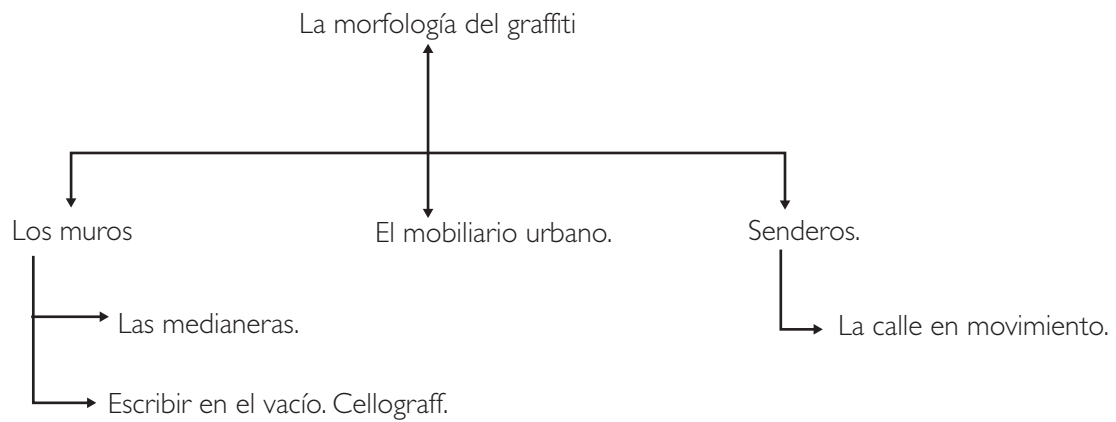 La morfología del graffiti
Los muros
El mobiliario urbano.
Senderos.
Las medianeras.
La calle en movimiento.
Escribir en el vacío. Cellograff.